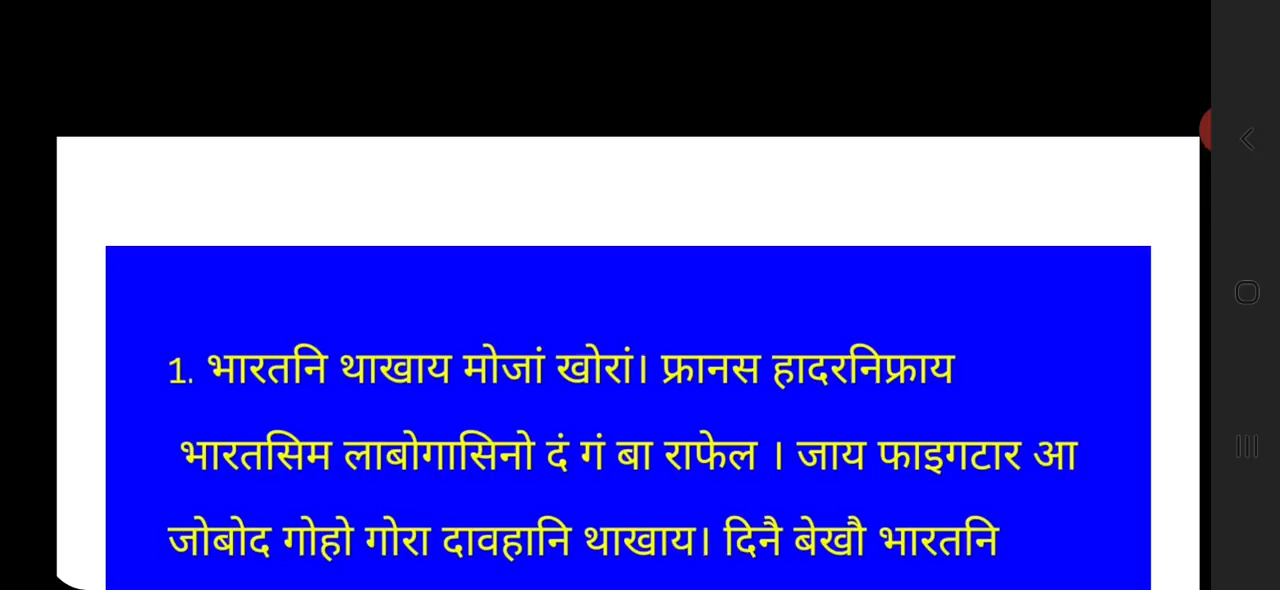 1. भारतनि थाखाय मोजां खोरां। फ्रानस हादरनिफ्राय
भारतसिम लाबोगासिनो दं गं बा राफेल । जाय फाइगटार आ
जोबोद गोहो गोरा दावहानि थाखाय। दिनै बेखौ भारतनि